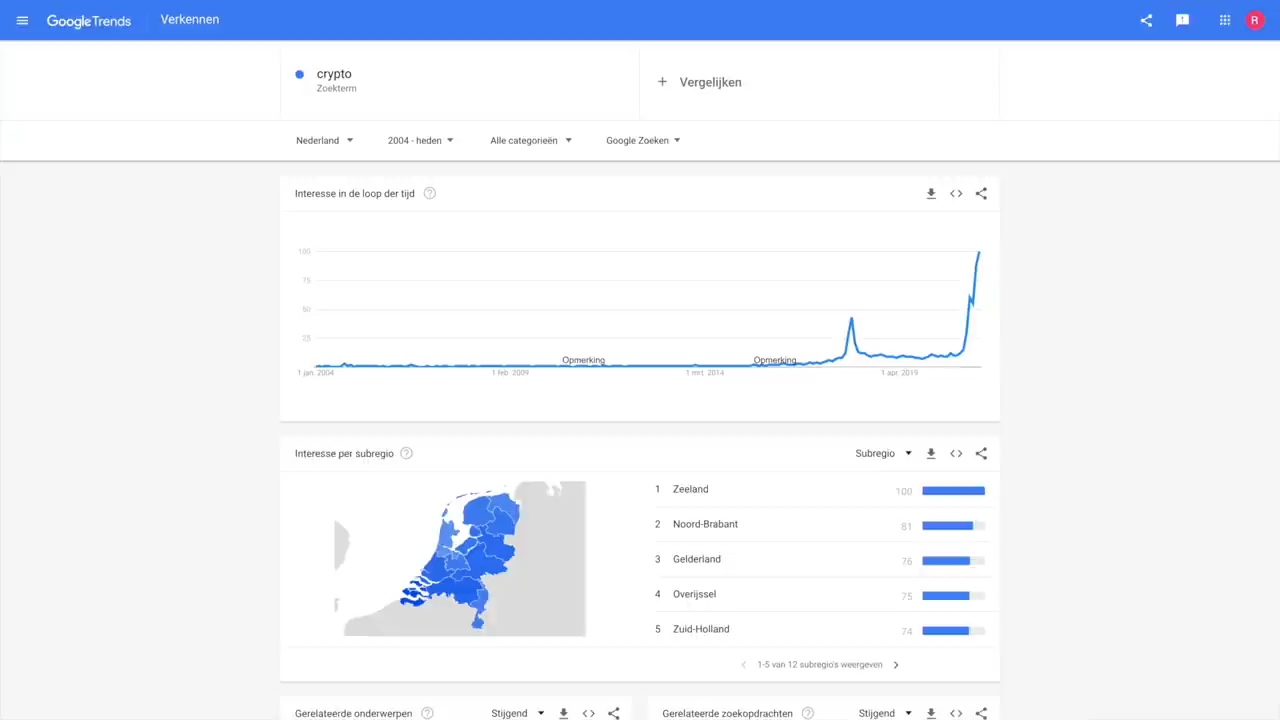 Google Trends Verkennen R
crypto
Zoekterm
+ Vergelijken
Nederland 2004 - heden Alle categorieën Google Zoeken
Interesse in de loop der tijd ?
100
75
50
25
Opmerking Opmerking
1 jan. 2004 1 feb. 2009 1 mrt. 2014 1 apr. 2019
Interesse per subregio ? Subregio
1 Zeeland 100
2 Noord-Brabant 81
3 Gelderland 76
4 Overijssel 75
5 Zuid-Holland 74
1-5 van 12 subregio's weergeven
Gerelateerde onderwerpen ? Stijgend Gerelateerde zoekopdrachten ? Stijgend